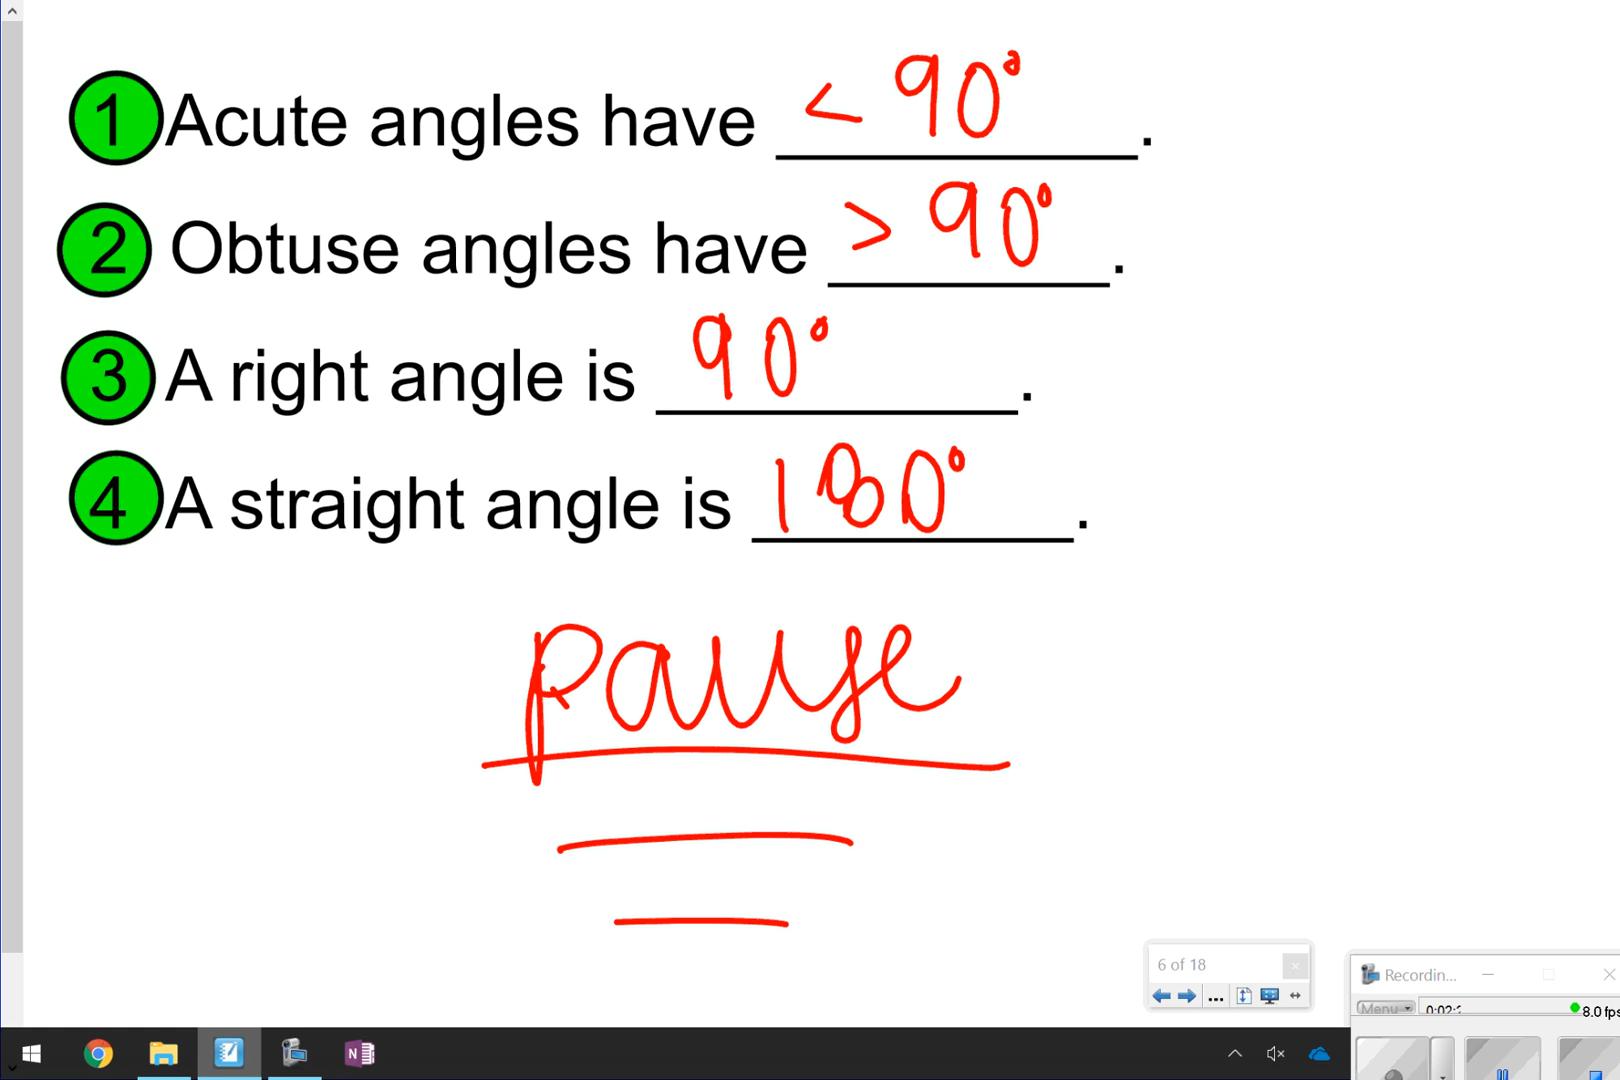 1 Acute angles have < 90°.
2 Obtuse angles have > 90°.
3 A right angle is 90°.
4 A straight angle is 180°.
pause
6 of 18
Recordin...
Menu
8.0 fps